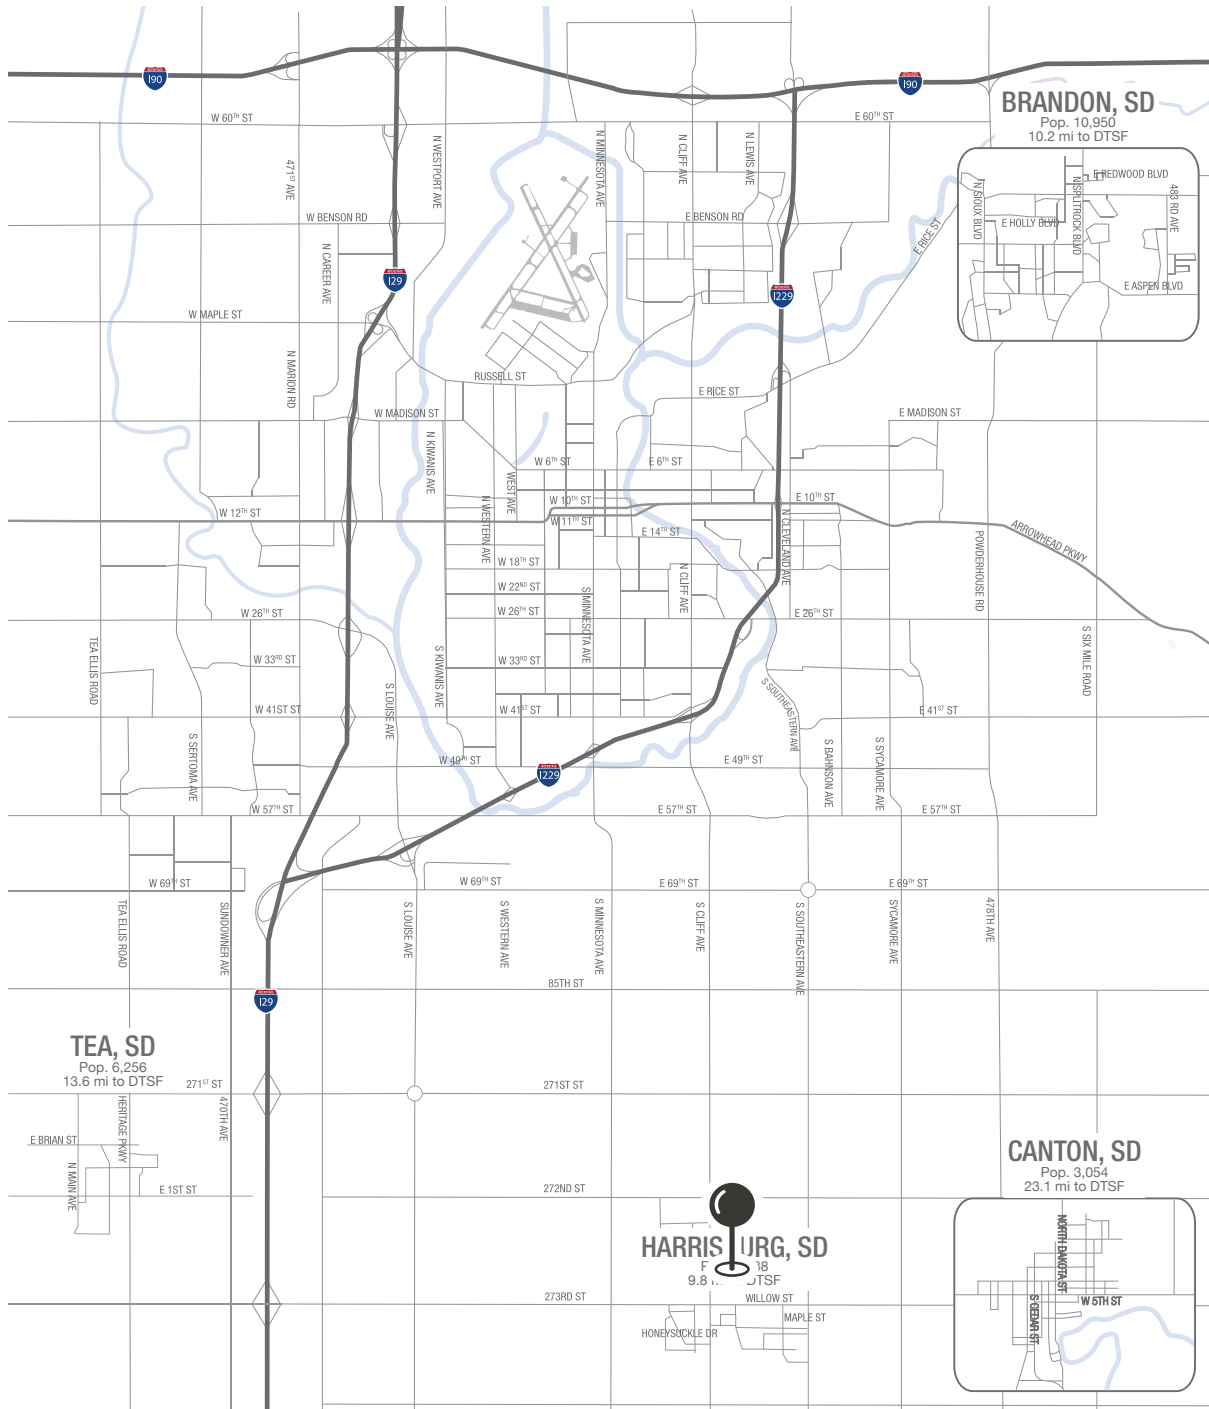 I90
I90
BRANDON, SD
Pop. 10,950
10.2 mi to DTSF
W 60TH ST
E 60TH ST
N WESTPORT AVE
N MINNESOTA AVE
N CLIFF AVE
N LEWIS AVE
471ST AVE
E REDWOOD BLVD
N SIOUX BLVD
N SPLITROCK BLVD
483 RD AVE
E HOLLY BLVD
E ASPEN BLVD
W BENSON RD
E BENSON RD
E RICE ST
N CAREER AVE
I29
I229
W MAPLE ST
N MARION RD
RUSSELL ST
E RICE ST
W MADISON ST
E MADISON ST
N KIWANIS AVE
W 6TH ST
E 6TH ST
WEST AVE
N WESTERN AVE
W 10TH ST
E 10TH ST
W 12TH ST
W 11TH ST
E 14TH ST
N CLEVELAND AVE
ARROWHEAD PKWY
POWDERHOUSE RD
W 18TH ST
N CLIFF AVE
W 22ND ST
S MINNESOTA AVE
W 26TH ST
W 26TH ST
E 26TH ST
TEA ELLIS ROAD
S SIX MILE ROAD
W 33RD ST
S KIWANIS AVE
W 33RD ST
S LOUISE AVE
S SOUTHEASTERN AVE
W 41ST ST
W 41ST ST
E 41ST ST
S SERTOMA AVE
S BAHNSON AVE
S SYCAMORE AVE
W 49TH ST
E 49TH ST
I229
W 57TH ST
E 57TH ST
E 57TH ST
W 69TH ST
W 69TH ST
E 69TH ST
E 69TH ST
TEA ELLIS ROAD
SUNDOWNER AVE
S LOUISE AVE
S WESTERN AVE
S MINNESOTA AVE
S CLIFF AVE
S SOUTHEASTERN AVE
SYCAMORE AVE
478TH AVE
85TH ST
I29
TEA, SD
Pop. 6,256
13.6 mi to DTSF
271ST ST
271ST ST
HERITAGE PKWY
470TH AVE
E BRIAN ST
N MAIN AVE
E 1ST ST
272ND ST
CANTON, SD
Pop. 3,054
23.1 mi to DTSF
NORTH DAKOTA ST
S CEDAR ST
W 5TH ST
HARRIS URG, SD
9.8 DTSF
273RD ST
WILLOW ST
MAPLE ST
HONEYSUCKLE DR